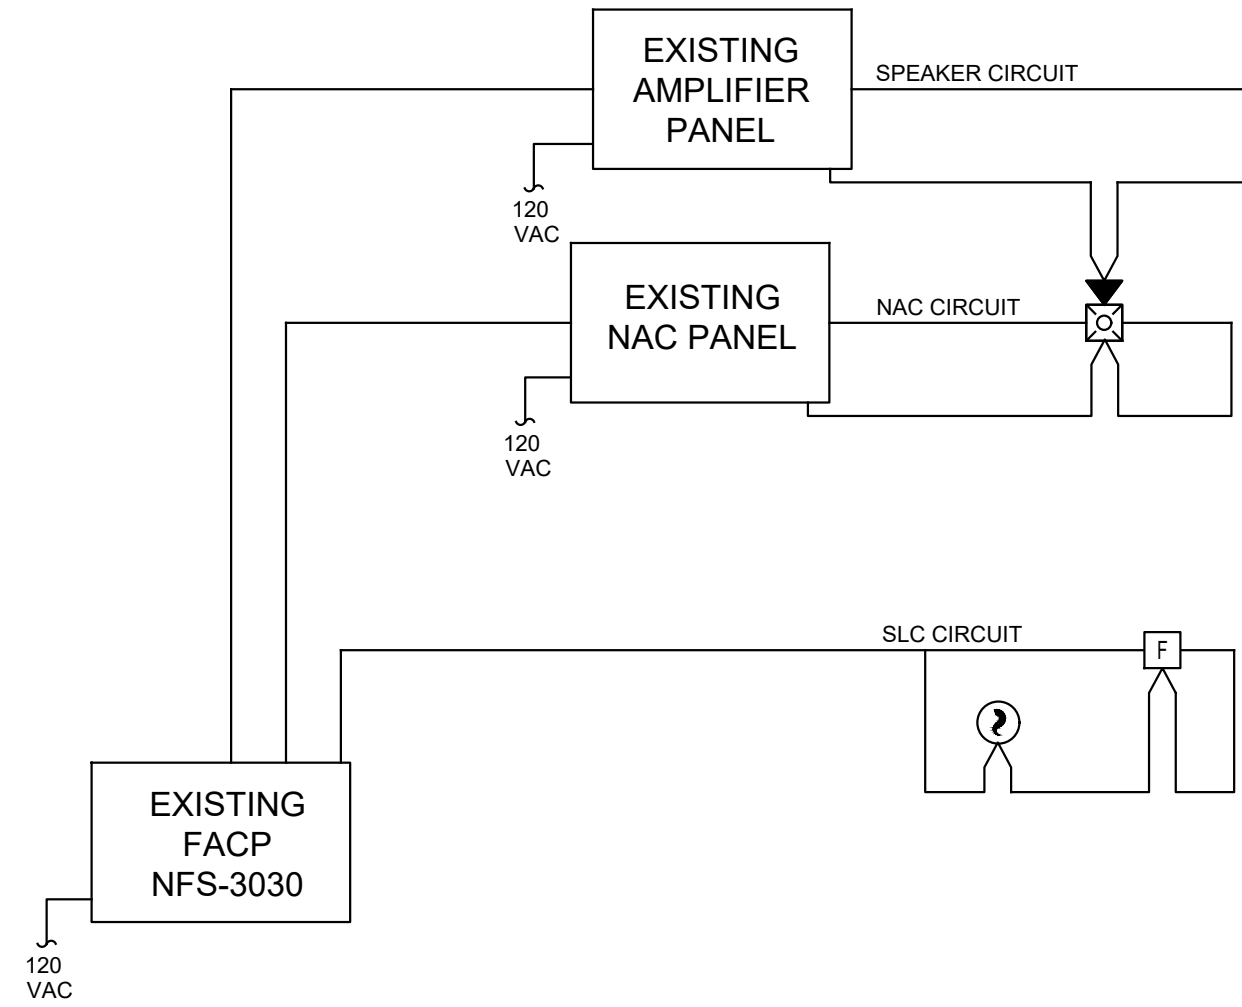 EXISTING
AMPLIFIER
PANEL
SPEAKER CIRCUIT
120
VAC
EXISTING
NAC PANEL
NAC CIRCUIT
120
VAC
SLC CIRCUIT
F
EXISTING
FACP
NFS-3030
120
VAC